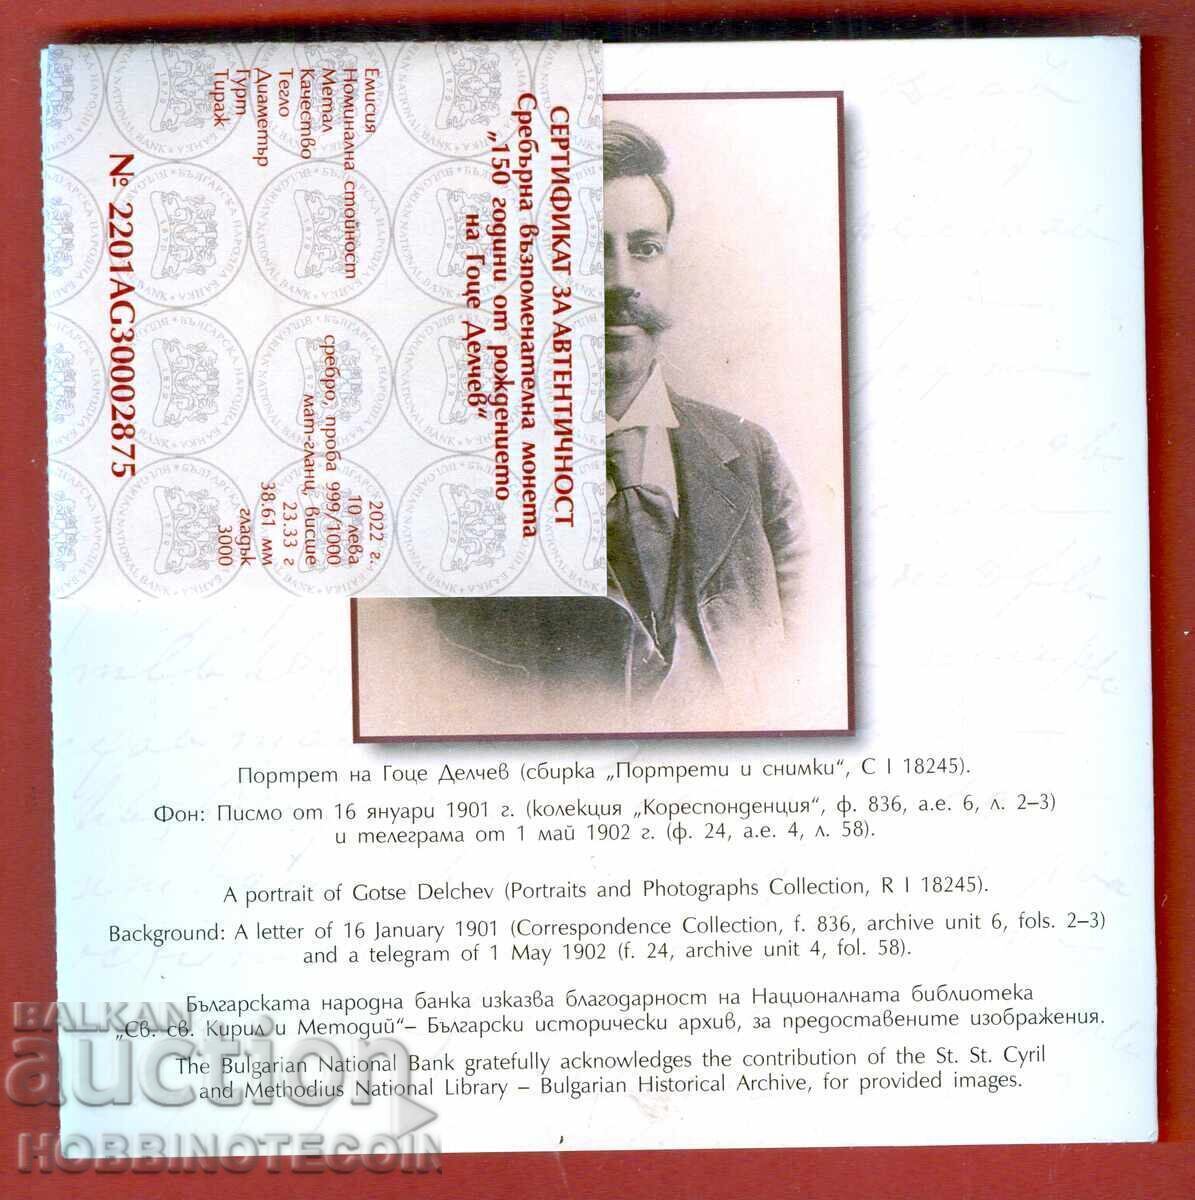 СЕРТИФИКАТ ЗА АВТЕНТИЧНОСТ
Сребърна възпоменателна монета
„150 години от рождението
на Гоце Делчев“
Емисия 2022 г.
Номинална стойност 10 лева
Метал сребро, проба 999/1000
Качество мат-гланц, висше
Тегло 23.33 г
Диаметър 38.61 мм
Гурт гладък
Тираж 3000
№ 2201AG30002875
Портрет на Гоце Делчев (сбирка „Портрети и снимки“, С I 18245).
Фон: Писмо от 16 януари 1901 г. (колекция „Кореспонденция“, ф. 836, а.е. 6, л. 2–3)
и телеграма от 1 май 1902 г. (ф. 24, а.е. 4, л. 58).
A portrait of Gotse Delchev (Portraits and Photographs Collection, R I 18245).
Background: A letter of 16 January 1901 (Correspondence Collection, f. 836, archive unit 6, fols. 2–3)
and a telegram of 1 May 1902 (f. 24, archive unit 4, fol. 58).
Българската народна банка изказва благодарност на Националната библиотека
„Св. св. Кирил и Методий“– Български исторически архив, за предоставените изображения.
The Bulgarian National Bank gratefully acknowledges the contribution of the St. St. Cyril
and Methodius National Library – Bulgarian Historical Archive, for provided images.
BALKAN
auction
HOBBINOTECOIN